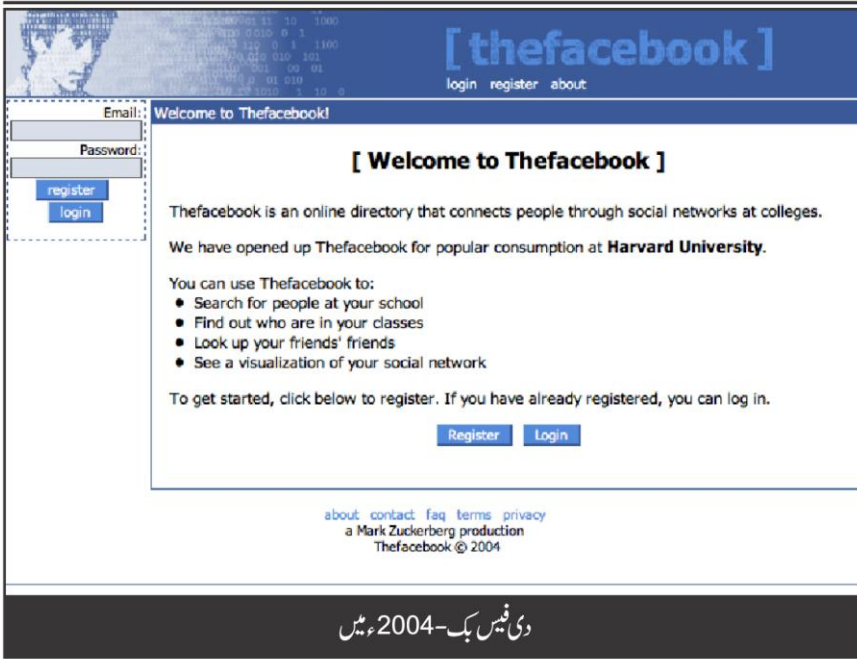 [ thefacebook ]
login register about
Email:
Password:
register
login
Welcome to Thefacebook!
[ Welcome to Thefacebook ]
Thefacebook is an online directory that connects people through social networks at colleges.
We have opened up Thefacebook for popular consumption at Harvard University.
You can use Thefacebook to:
• Search for people at your school
• Find out who are in your classes
• Look up your friends' friends
• See a visualization of your social network
To get started, click below to register. If you have already registered, you can log in.
Register Login
about contact faq terms privacy
a Mark Zuckerberg production
Thefacebook © 2004
دی فیس بک-2004ء میں